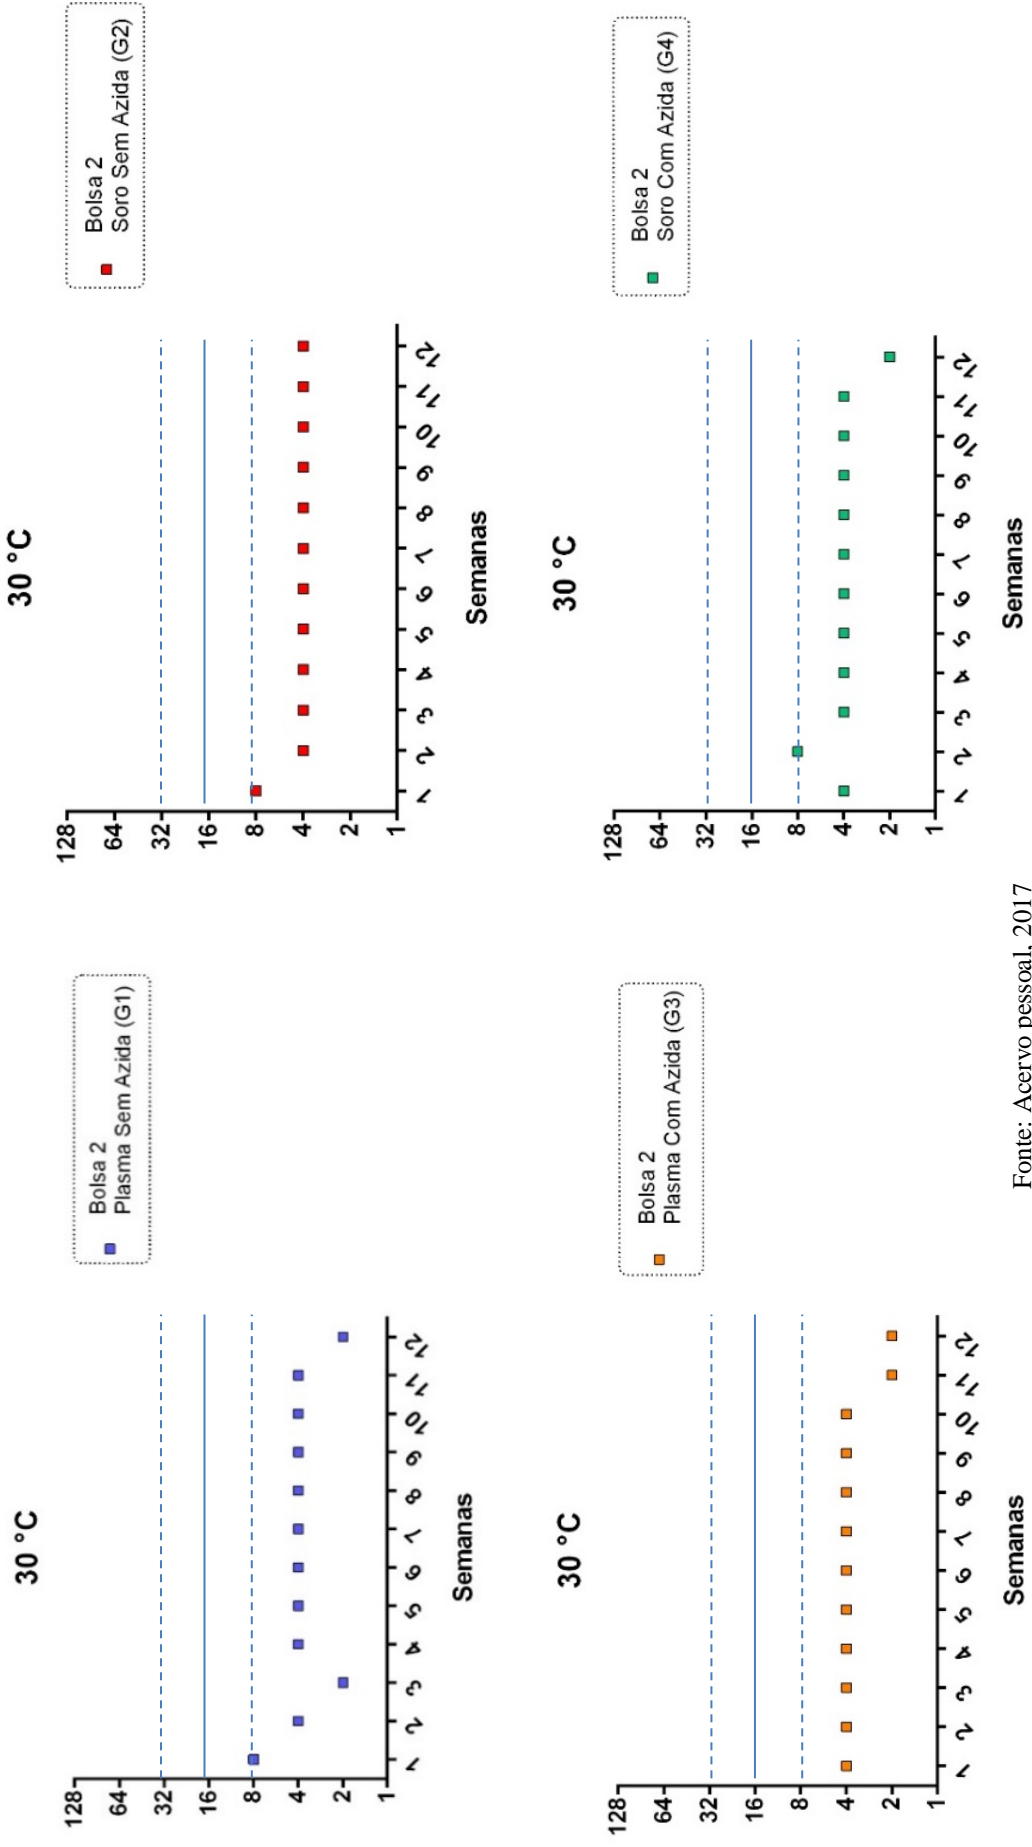 30 °C
Bolsa 2
Plasma Sem Azida (G1)
128
64
32
16
8
4
2
1
1 2 3 4 5 6 7 8 9 10 11 12
Semanas
30 °C
Bolsa 2
Soro Sem Azida (G2)
128
64
32
16
8
4
2
1
1 2 3 4 5 6 7 8 9 10 11 12
Semanas
30 °C
Bolsa 2
Plasma Com Azida (G3)
128
64
32
16
8
4
2
1
1 2 3 4 5 6 7 8 9 10 11 12
Semanas
30 °C
Bolsa 2
Soro Com Azida (G4)
128
64
32
16
8
4
2
1
1 2 3 4 5 6 7 8 9 10 11 12
Semanas
Fonte: Acervo pessoal, 2017